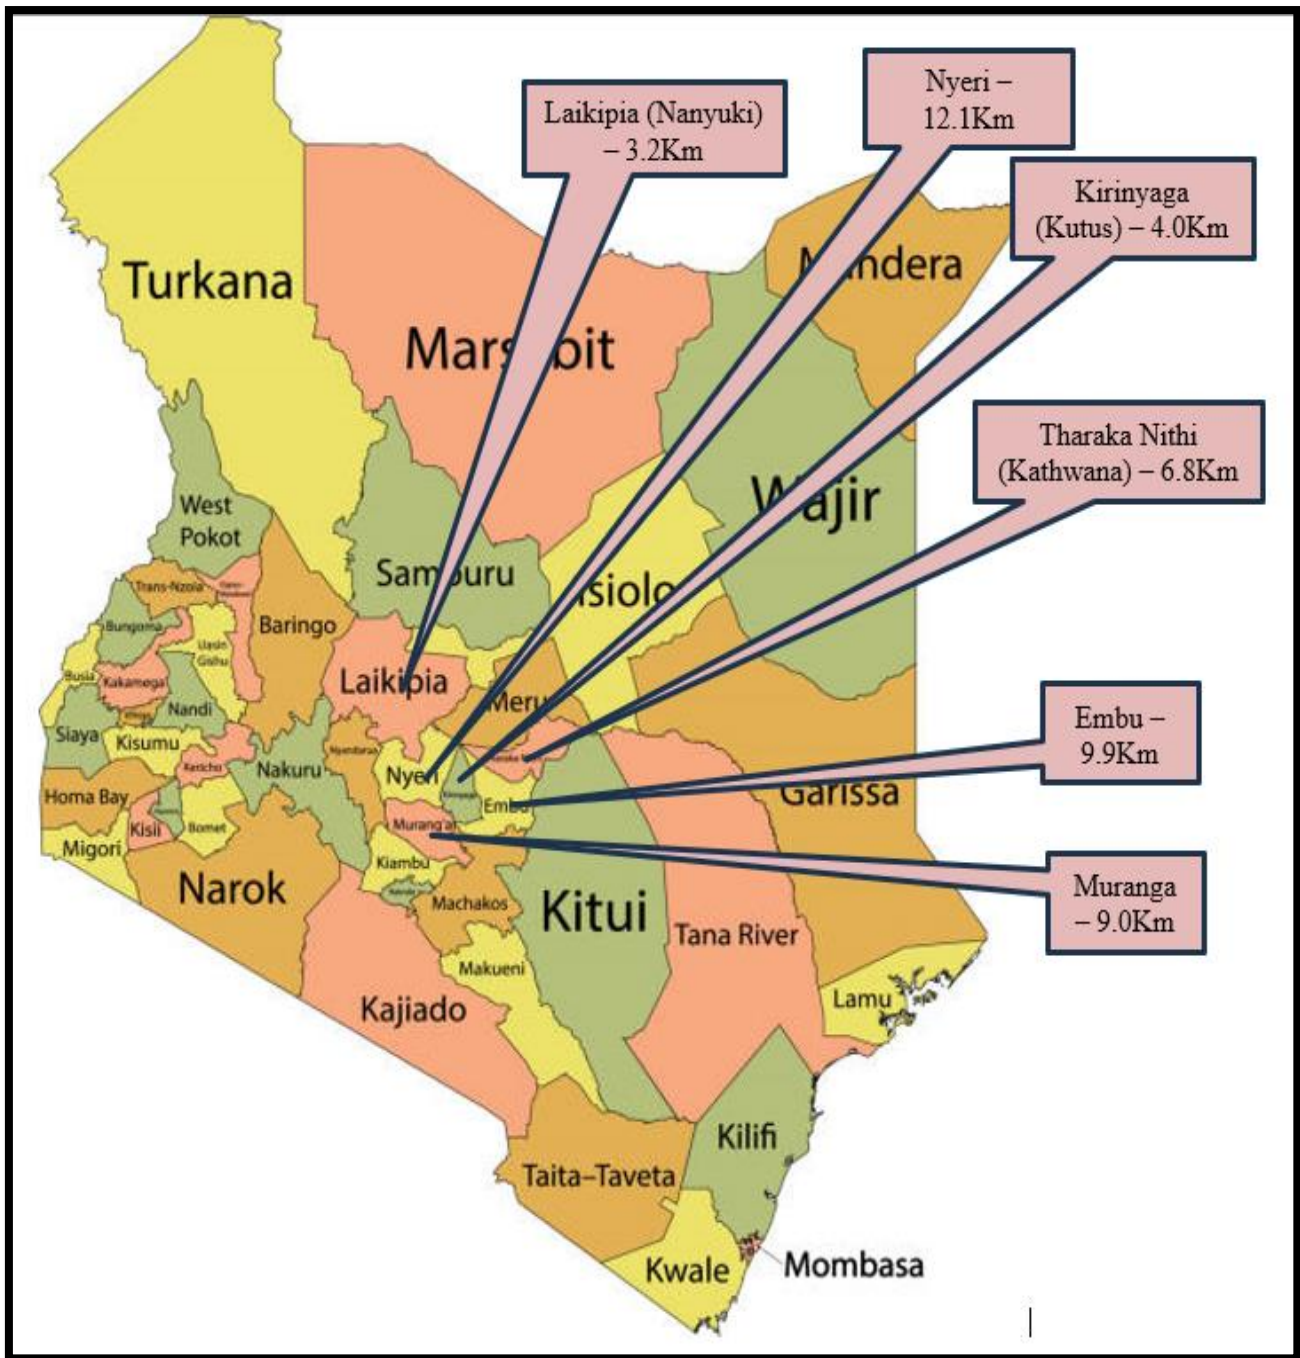 Laikipia (Nanyuki)
– 3.2Km
Nyeri –
12.1Km
Kirinyaga
(Kutus) – 4.0Km
Tharaka Nithi
(Kathwana) – 6.8Km
Embu –
9.9Km
Muranga
– 9.0Km
Turkana
Marsabit
Mandera
Wajir
West
Pokot
Samburu
Isiolo
Trans-Nzoia
Baringo
Bungoma
Uasin
Gishu
Busia
Kakamega
Laikipia
Meru
Nandi
Siaya
Kisumu
Nyandarua
Kericho
Nakuru
Nyeri
Garissa
Homa Bay
Embu
Kisii
Bomet
Murang'a
Migori
Kiambu
Narok
Machakos
Kitui
Tana River
Makueni
Kajiado
Lamu
Kilifi
Taita–Taveta
Kwale
Mombasa